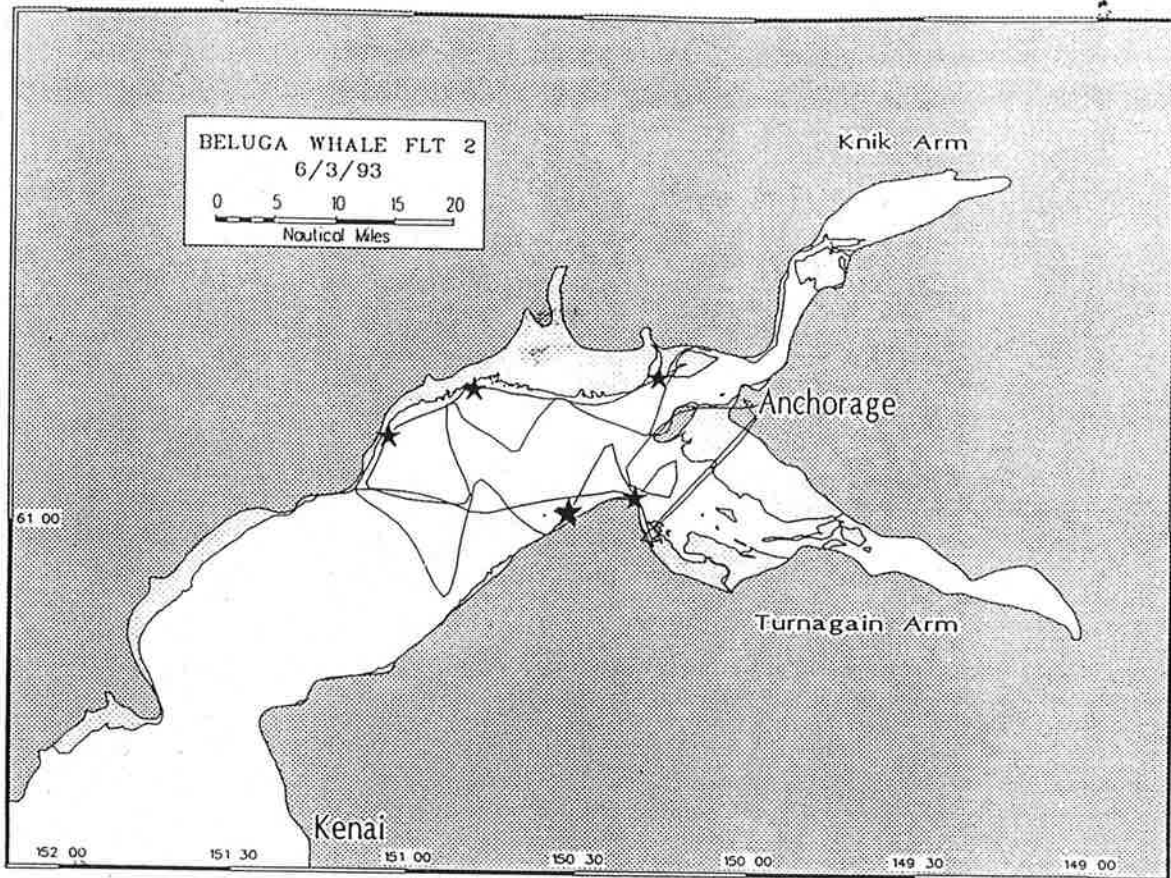 BELUGA WHALE FLT 2
6/3/93
0 5 10 15 20
Nautical Miles
Knik Arm
Anchorage
61 00
Turnagain Arm
Kenai
152 00 151 30 151 00 150 30 150 00 149 30 149 00